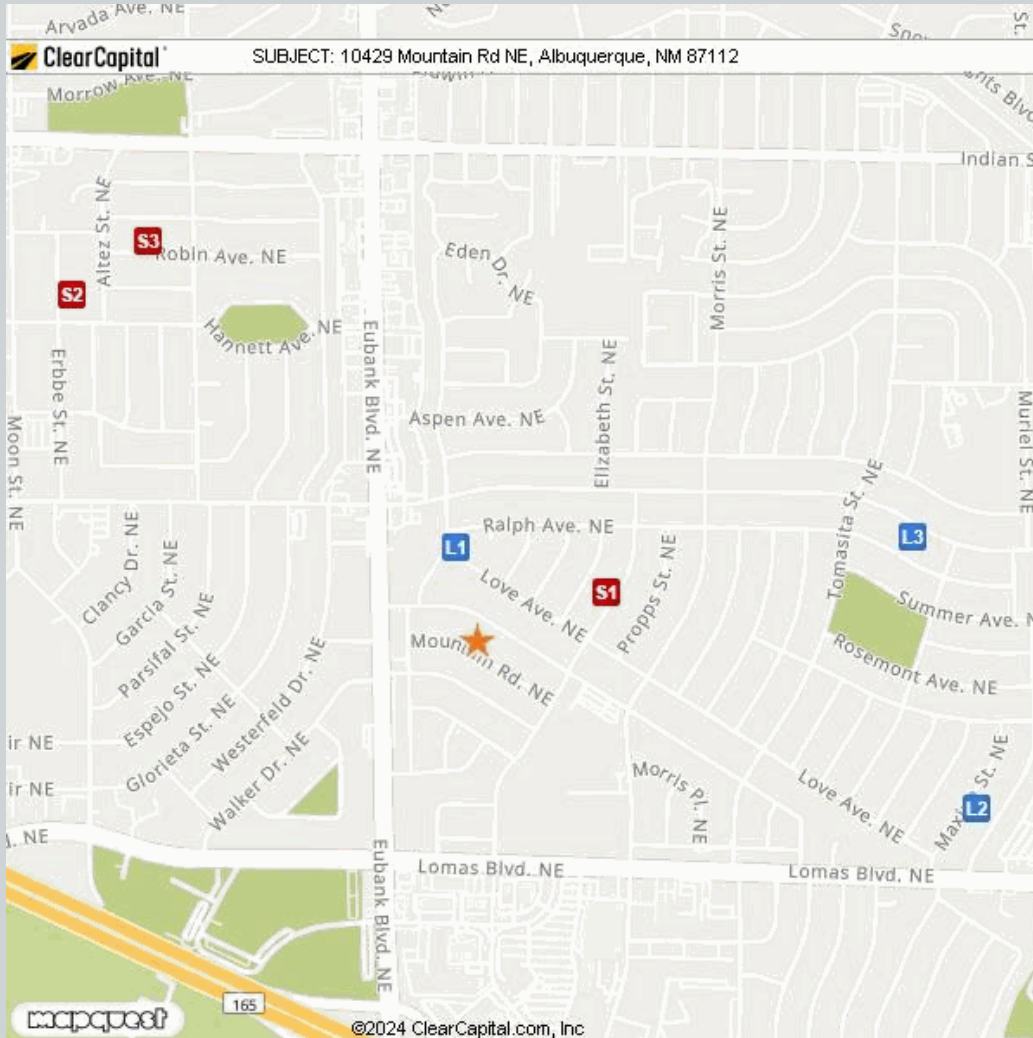 Arvada Ave. NE
St.
ClearCapital
SUBJECT: 10429 Mountain Rd NE, Albuquerque, NM 87112
Morrow Ave. NE
Indian S
Altez St. NE
S3
Robin Ave. NE
Eden Dr. NE
Morris St. NE
S2
Hannett Ave. NE
Eubank Blvd. NE
Erbbe St. NE
Elizabeth St. NE
Aspen Ave. NE
Moon St. NE
Muriel St. NE
Tomasita St. NE
Ralph Ave. NE
L3
L1
Clancy Dr. NE
Garcia St. NE
Love Ave. NE
S1
Propps St. NE
Summer Ave. N
Parsifal St. NE
Mountain Rd. NE
Rosemont Ave. NE
Espejo St. NE
Westerfeld Dr. NE
ir NE
Glorieta St. NE
ir NE
Walker Dr. NE
Morris Pl. NE
Love Ave. NE
L2
. NE
Eubank Blvd. NE
Lomas Blvd. NE
Lomas Blvd. NE
165
mapquest
©2024 ClearCapital.com, Inc